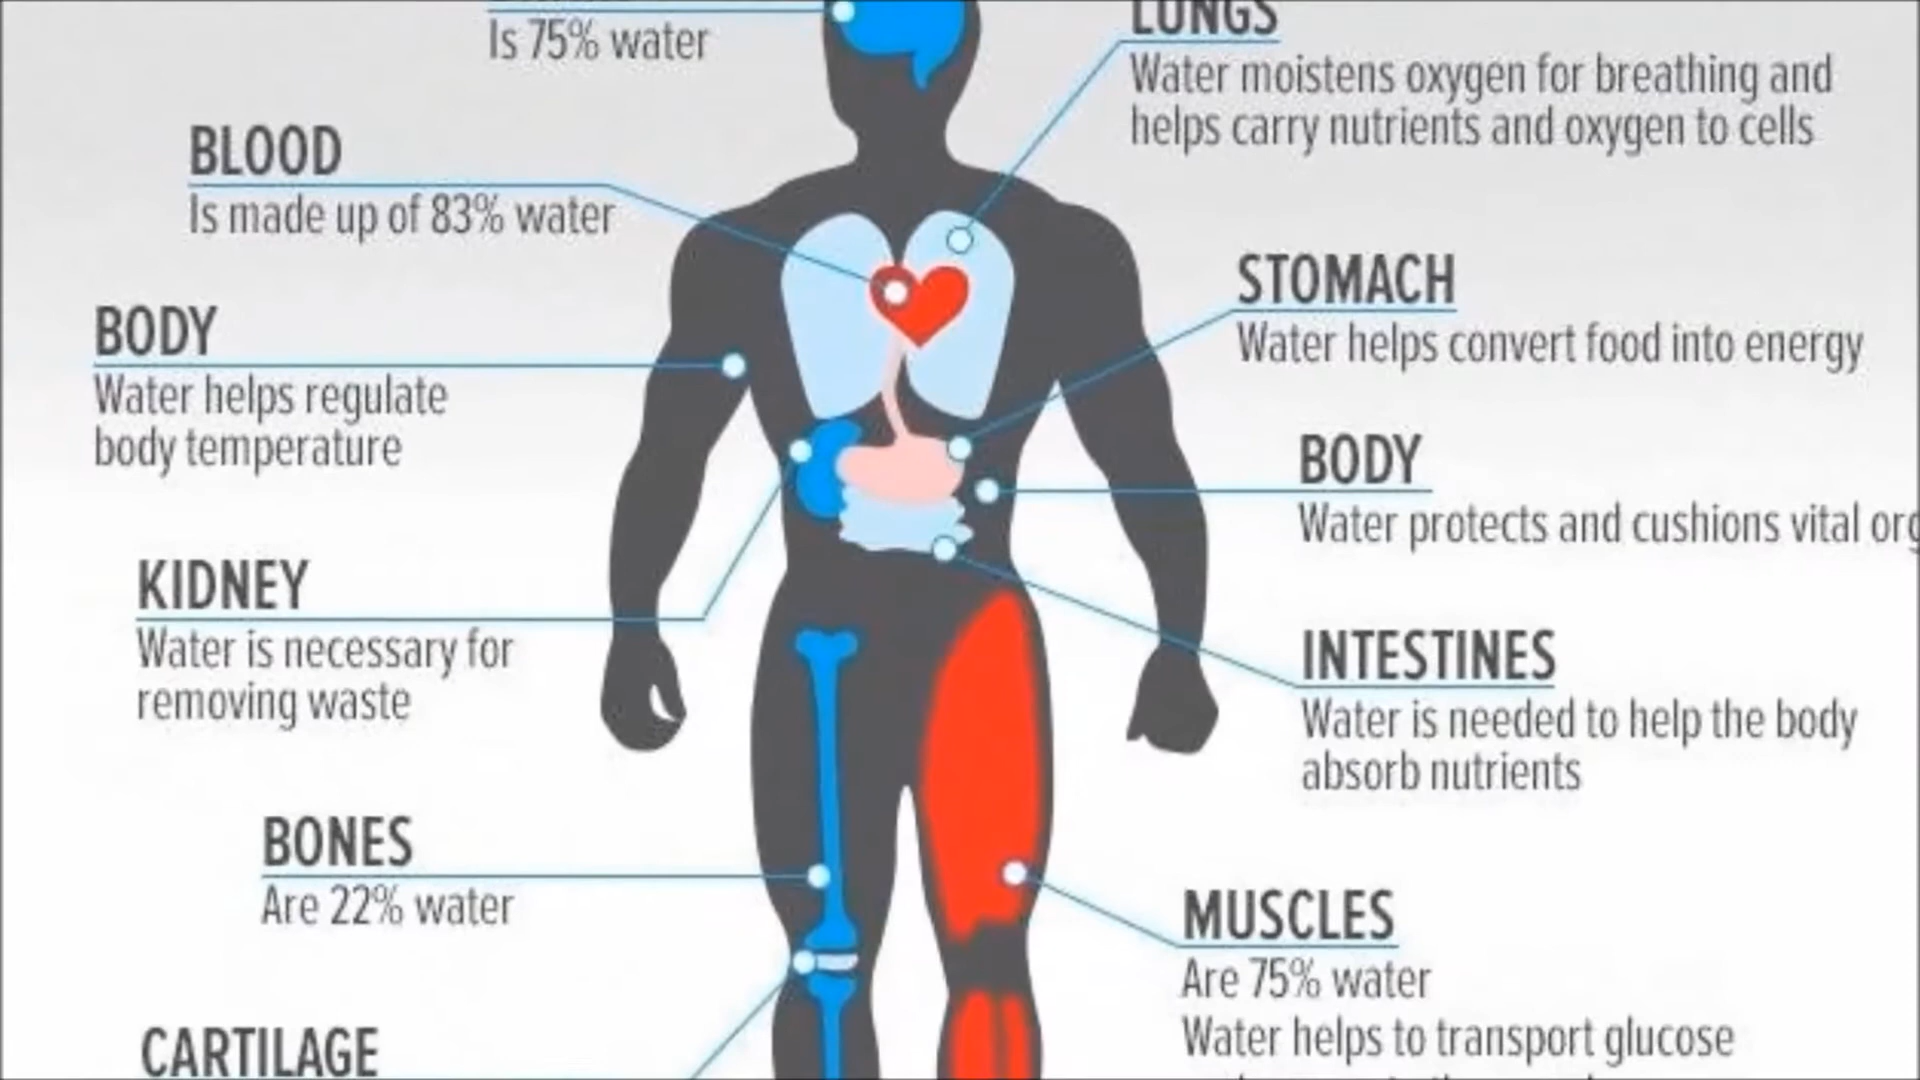 Is 75% water
LUNGS
Water moistens oxygen for breathing and
helps carry nutrients and oxygen to cells
BLOOD
Is made up of 83% water
STOMACH
Water helps convert food into energy
BODY
Water helps regulate
body temperature
BODY
Water protects and cushions vital
KIDNEY
Water is necessary for
removing waste
INTESTINES
Water is needed to help the body
absorb nutrients
BONES
Are 22% water
MUSCLES
Are 75% water
Water helps to transport glucose
CARTILAGE